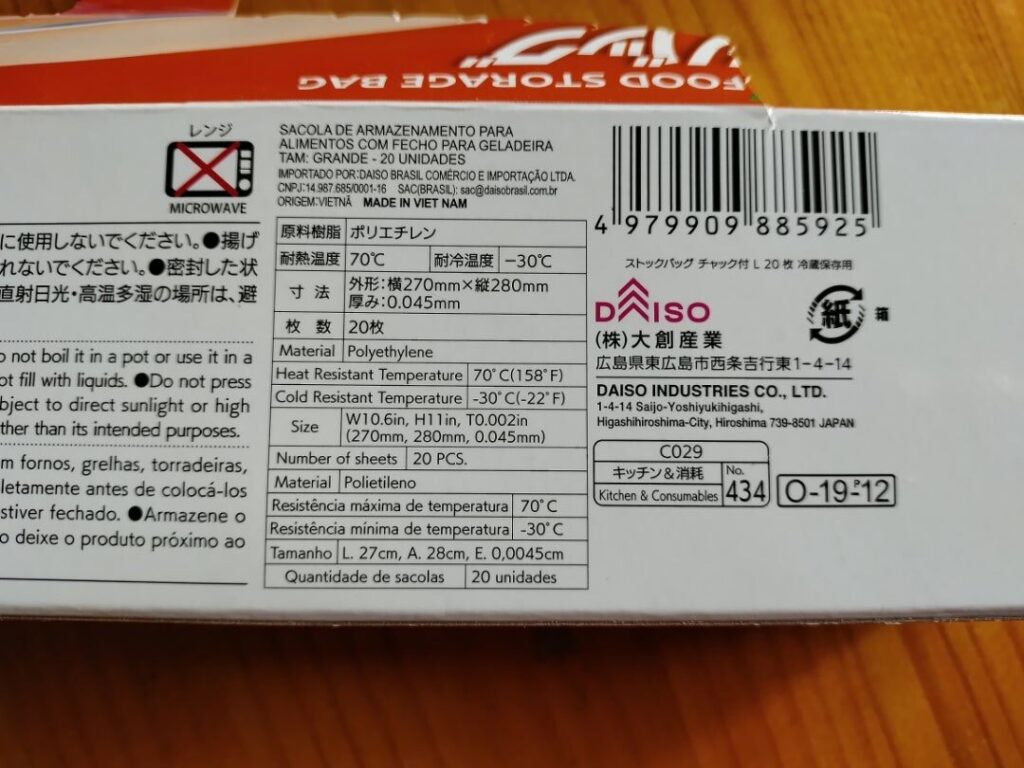 バッグ
FOOD STORAGE BAG
レンジ
MICROWAVE
に使用しないでください。●揚げ
れないでください。●密封した状
直射日光・高温多湿の場所は、避
o not boil it in a pot or use it in a
ot fill with liquids. ●Do not press
bject to direct sunlight or high
ther than its intended purposes.
m fornos, grelhas, torradeiras,
letamente antes de colocá-los
stiver fechado. ●Armazene o
o deixe o produto próximo ao
SACOLA DE ARMAZENAMENTO PARA
ALIMENTOS COM FECHO PARA GELADEIRA
TAM: GRANDE - 20 UNIDADES
IMPORTADO POR:DAISO BRASIL COMÉRCIO E IMPORTAÇÃO LTDA.
CNPJ:14.987.685/0001-16 SAC(BRASIL): sac@daisobrasil.com.br
ORIGEM:VIETNÃ MADE IN VIET NAM
原料樹脂 ポリエチレン
耐熱温度 70℃ 耐冷温度 −30℃
寸法 外形:横270mm×縦280mm
厚み:0.045mm
枚数 20枚
Material Polyethylene
Heat Resistant Temperature 70˚C(158˚F)
Cold Resistant Temperature -30˚C(-22˚F)
Size W10.6in, H11in, T0.002in
(270mm, 280mm, 0.045mm)
Number of sheets 20 PCS.
Material Polietileno
Resistência máxima de temperatura 70˚C
Resistência mínima de temperatura -30˚C
Tamanho L. 27cm, A. 28cm, E. 0,0045cm
Quantidade de sacolas 20 unidades
4 979909 885925
ストックバッグ チャック付 L 20枚 冷蔵保存用
DAISO
紙 箱
(株)大創産業
広島県東広島市西条吉行東1-4-14
DAISO INDUSTRIES CO., LTD.
1-4-14 Saijo-Yoshiyukihigashi,
Higashihiroshima-City, Hiroshima 739-8501 JAPAN
C029
キッチン&消耗
Kitchen & Consumables
No.
434
O-19-P-12